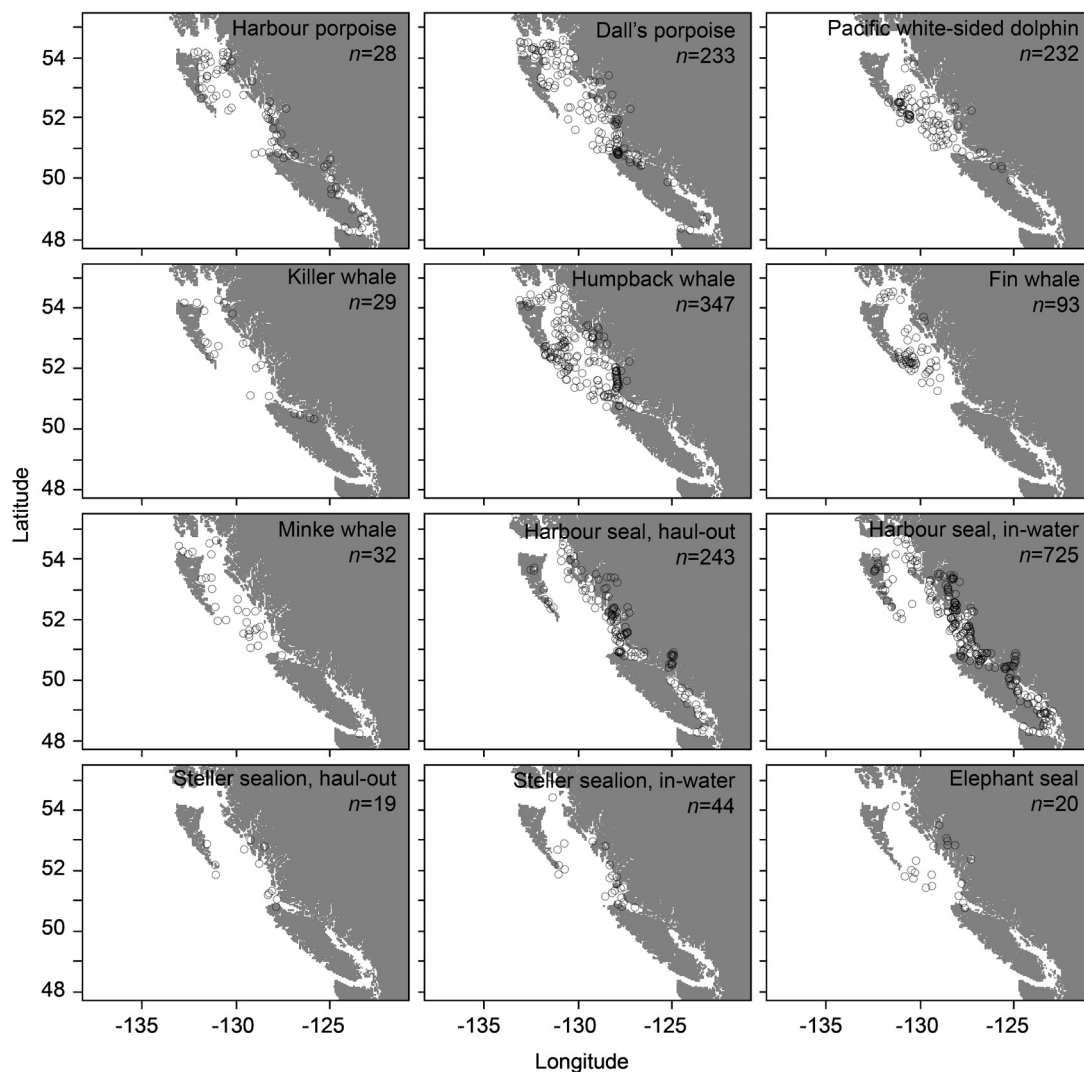 Harbour porpoise
n=28
Dall's porpoise
n=233
Pacific white-sided dolphin
n=232
54
52
50
48
Killer whale
n=29
Humpback whale
n=347
Fin whale
n=93
54
52
50
48
Minke whale
n=32
Harbour seal, haul-out
n=243
Harbour seal, in-water
n=725
54
52
50
48
Steller sealion, haul-out
n=19
Steller sealion, in-water
n=44
Elephant seal
n=20
54
52
50
48
Latitude
-135 -130 -125 -135 -130 -125 -135 -130 -125
Longitude